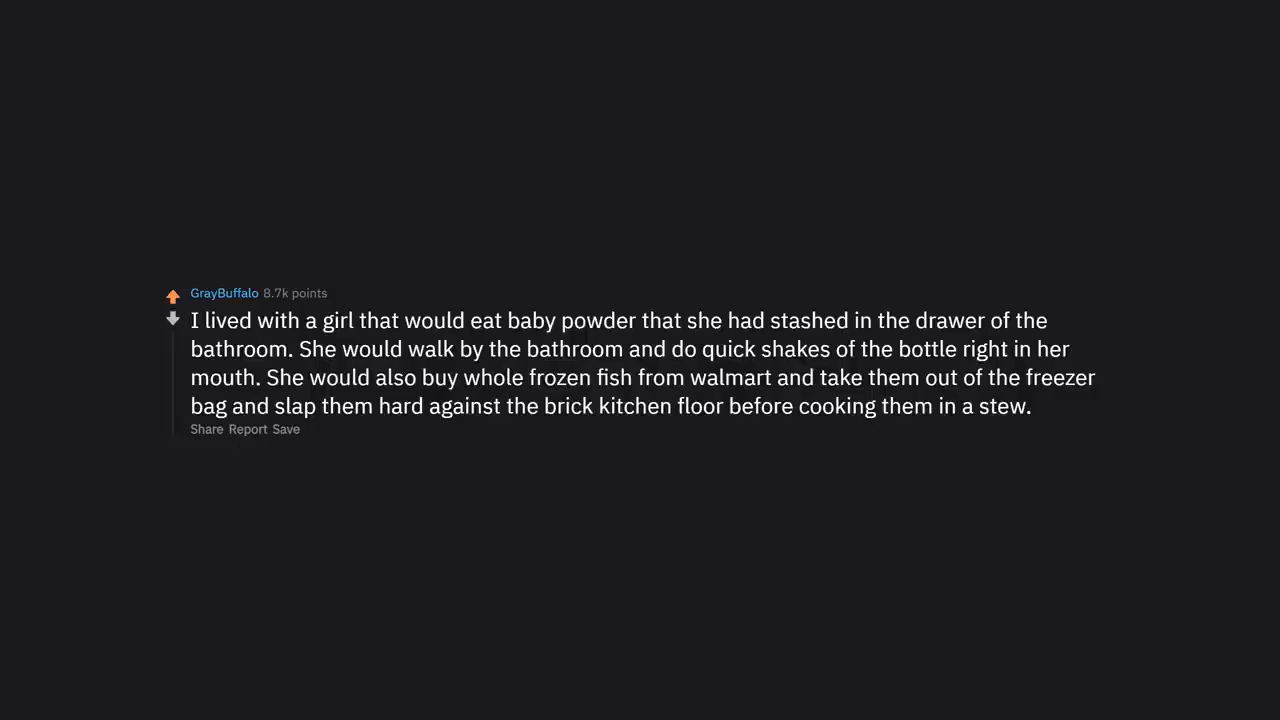 GrayBuffalo 8.7k points
I lived with a girl that would eat baby powder that she had stashed in the drawer of the
bathroom. She would walk by the bathroom and do quick shakes of the bottle right in her
mouth. She would also buy whole frozen fish from walmart and take them out of the freezer
bag and slap them hard against the brick kitchen floor before cooking them in a stew.
Share Report Save